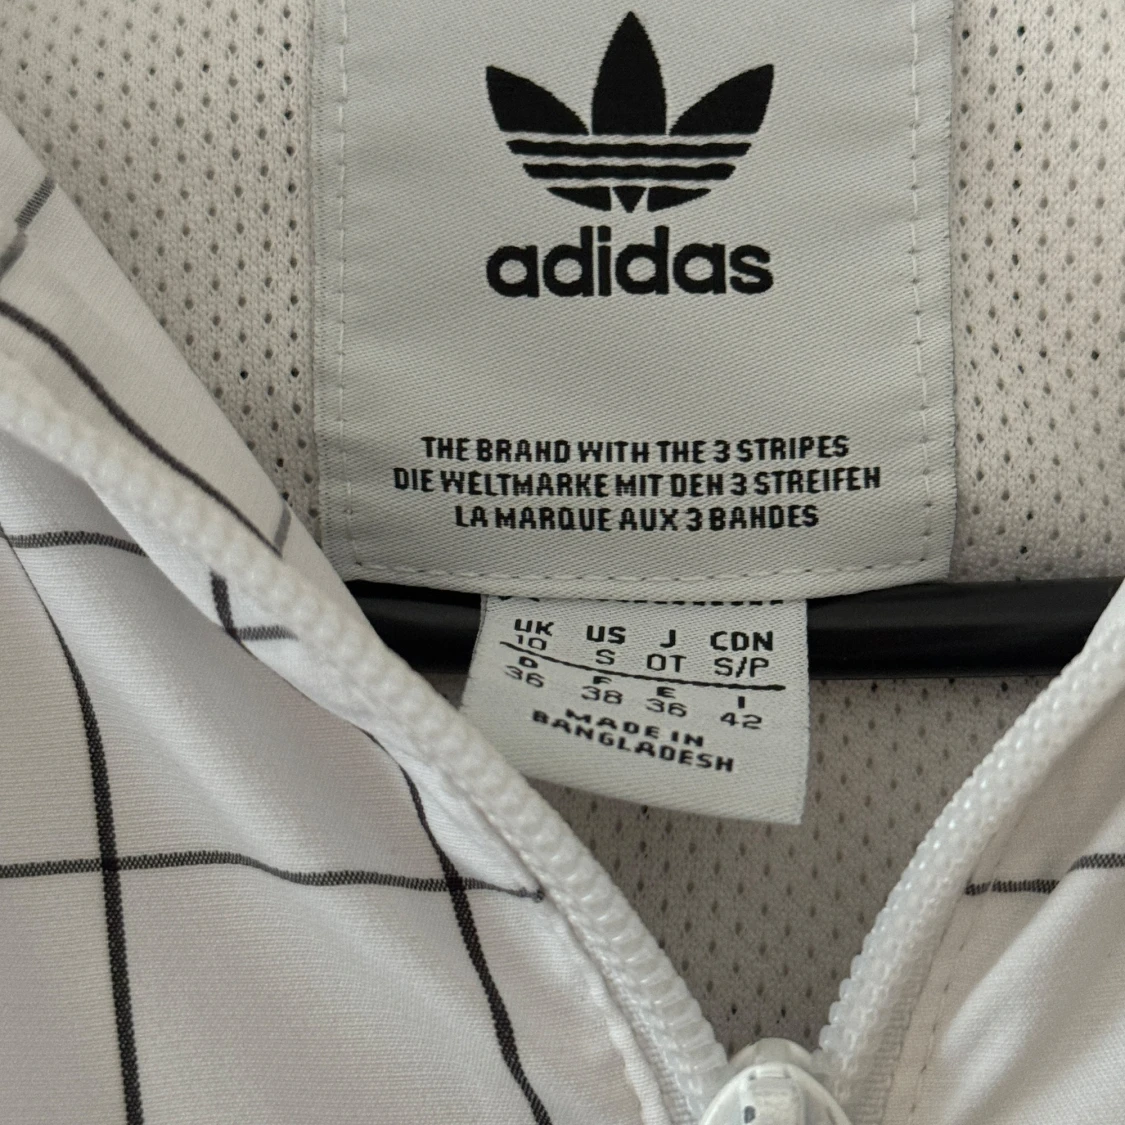 adidas
THE BRAND WITH THE 3 STRIPES
DIE WELTMARKE MIT DEN 3 STREIFEN
LA MARQUE AUX 3 BANDES
UK US J CDN
10 S OT S/P
D F E I
36 38 36 42
MADE IN
BANGLADESH